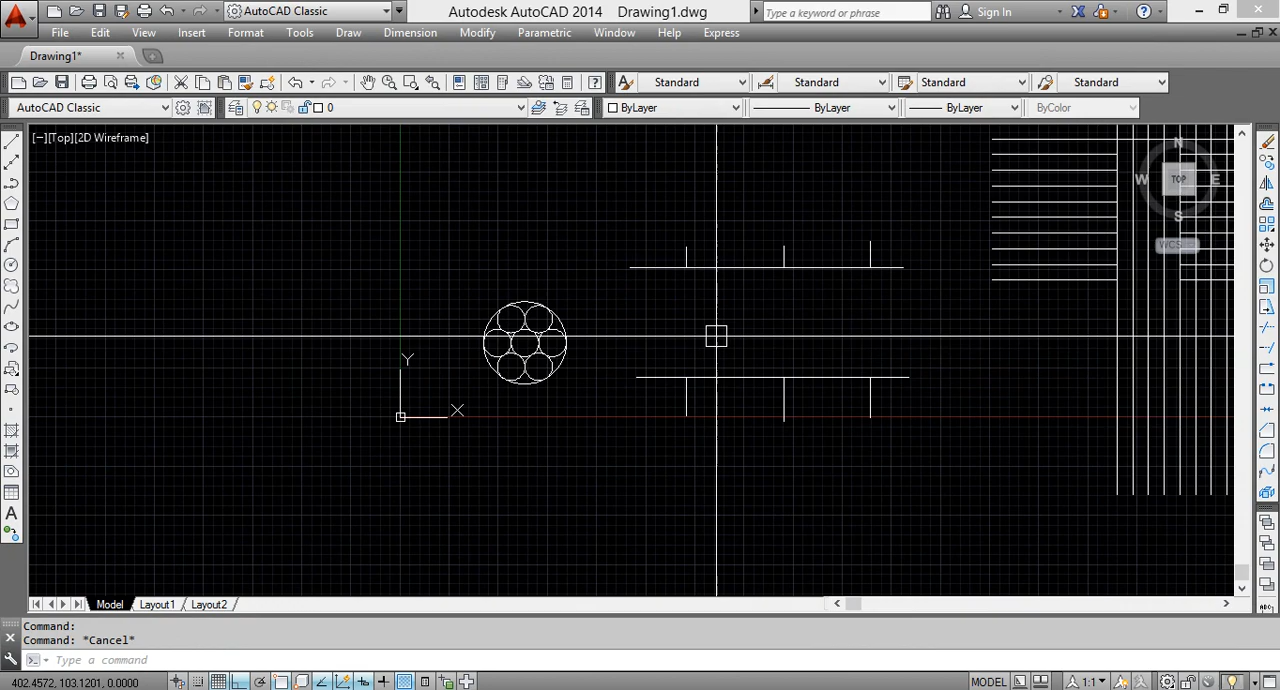 Autodesk AutoCAD 2014 Drawing1.dwg
AutoCAD Classic
Type a keyword or phrase
Sign In
File Edit View Insert Format Tools Draw Dimension Modify Parametric Window Help Express
Drawing1*
Standard Standard Standard Standard
AutoCAD Classic 0 ByLayer ByLayer ByLayer ByColor
[−][Top][2D Wireframe]
N
W TOP E
S
WCS
Y
X
A
Model Layout1 Layout2
Command:
Command: *Cancel*
Type a command
402.4572, 103.1201, 0.0000 MODEL 1:1